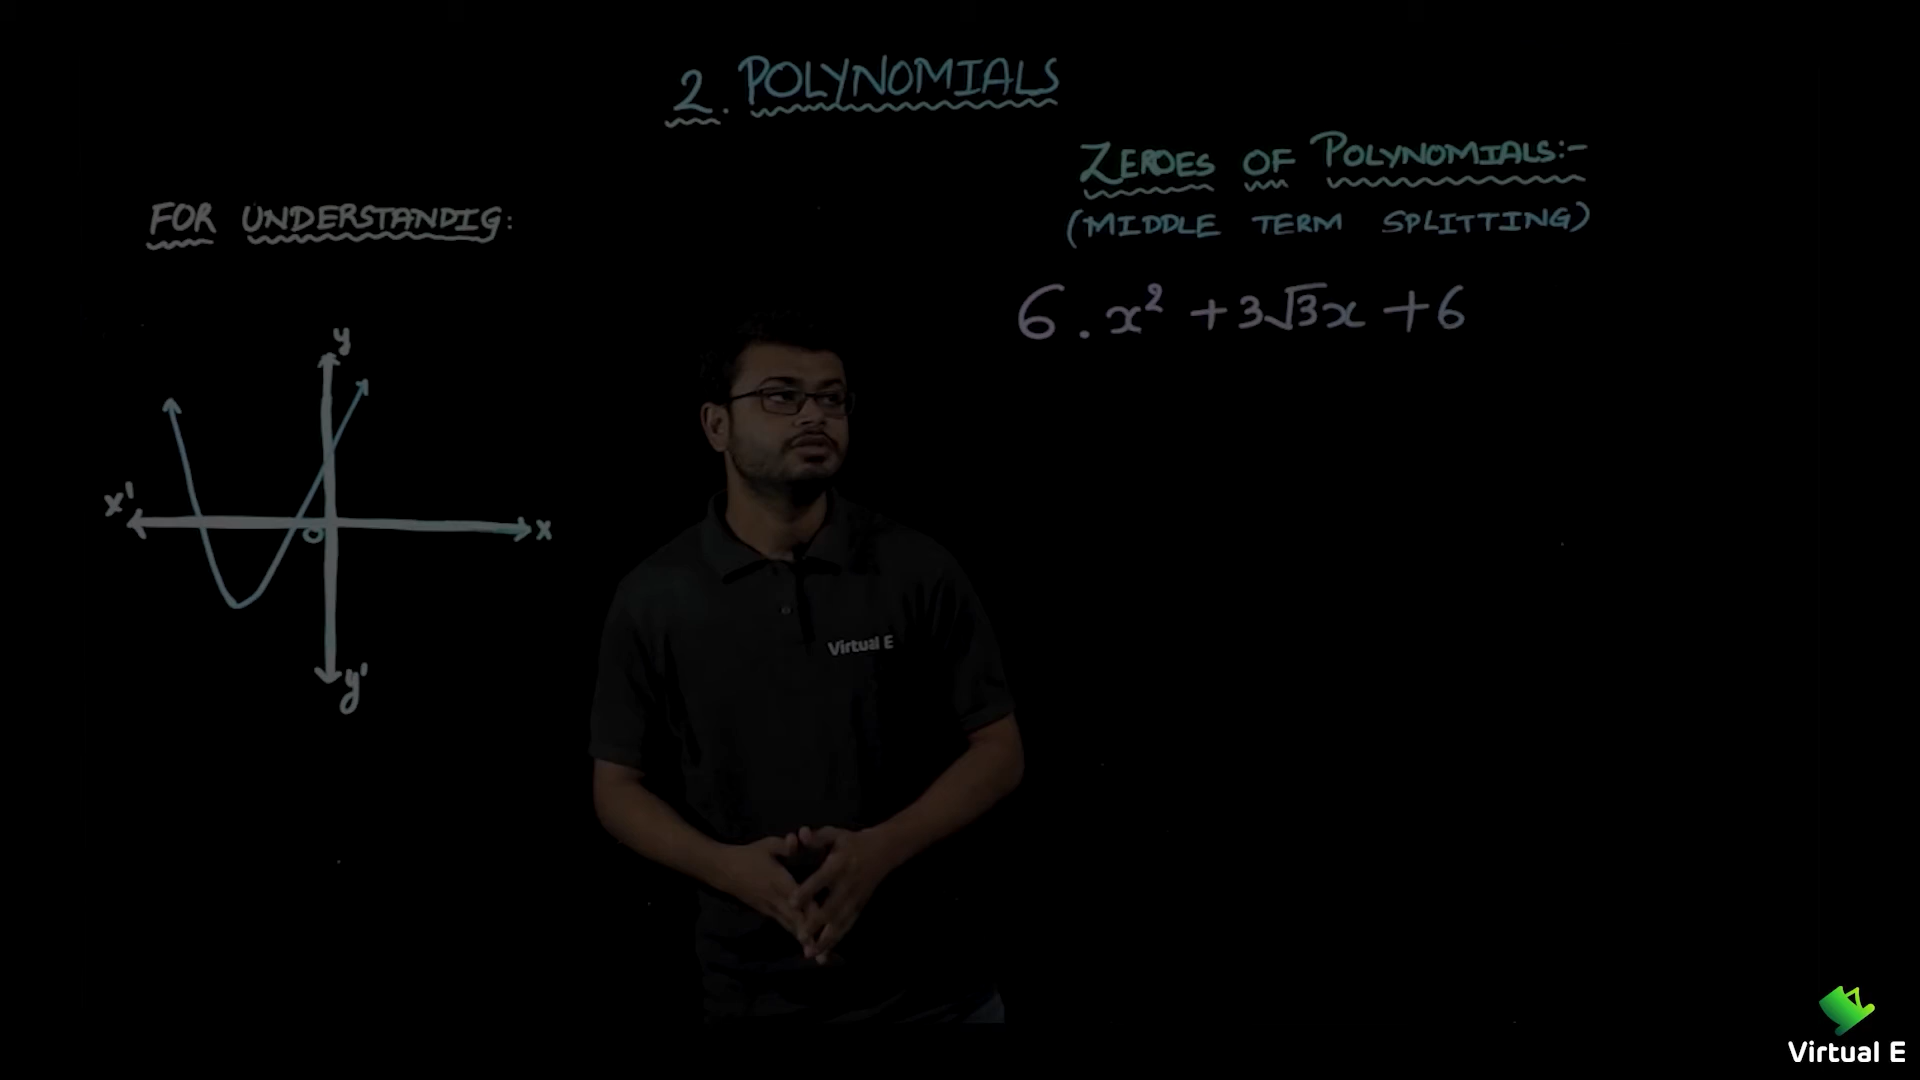 2. POLYNOMIALS
ZEROES OF POLYNOMIALS:-
(MIDDLE TERM SPLITTING)
6. x² + 3√3x + 6
FOR UNDERSTANDIG:
y
x'
O
x
y'
Virtual E
Virtual E